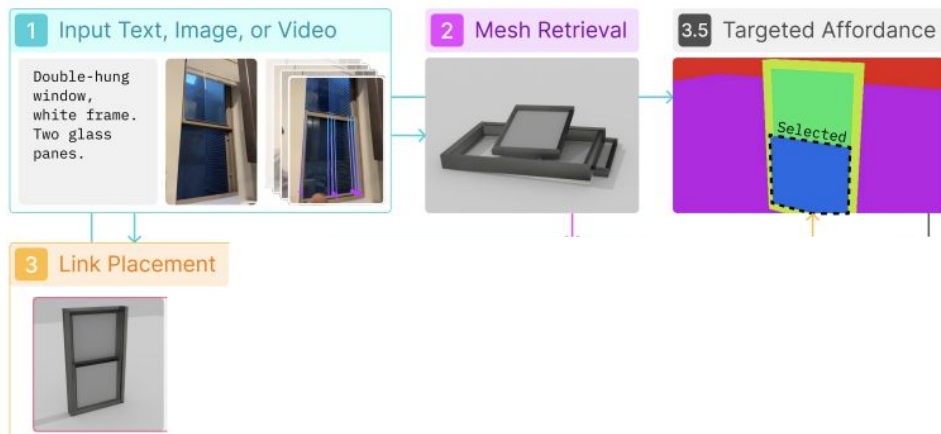 1 Input Text, Image, or Video
Double-hung
window,
white frame.
Two glass
panes.
2 Mesh Retrieval
3.5 Targeted Affordance
Selected
3 Link Placement